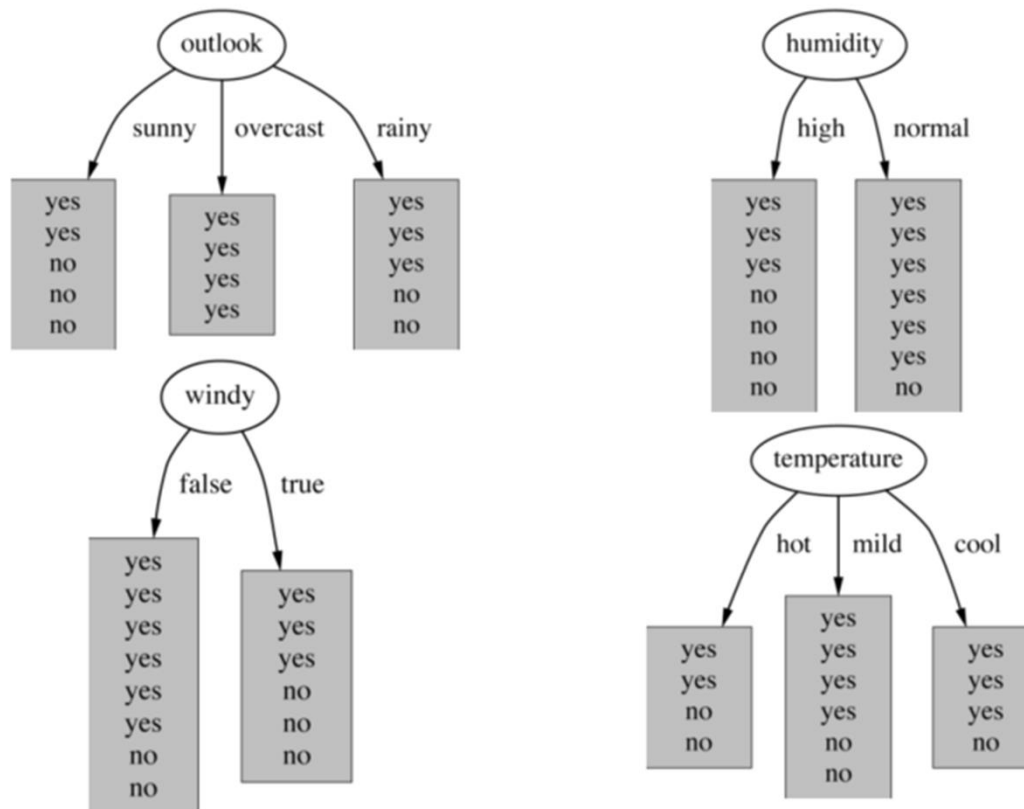 outlook
sunny overcast rainy
yes
yes
no
no
no
yes
yes
yes
yes
yes
yes
yes
no
no
humidity
high normal
yes
yes
yes
no
no
no
no
yes
yes
yes
yes
yes
yes
no
windy
false true
yes
yes
yes
yes
yes
yes
no
no
yes
yes
yes
no
no
no
temperature
hot mild cool
yes
yes
no
no
yes
yes
yes
yes
no
no
yes
yes
yes
no